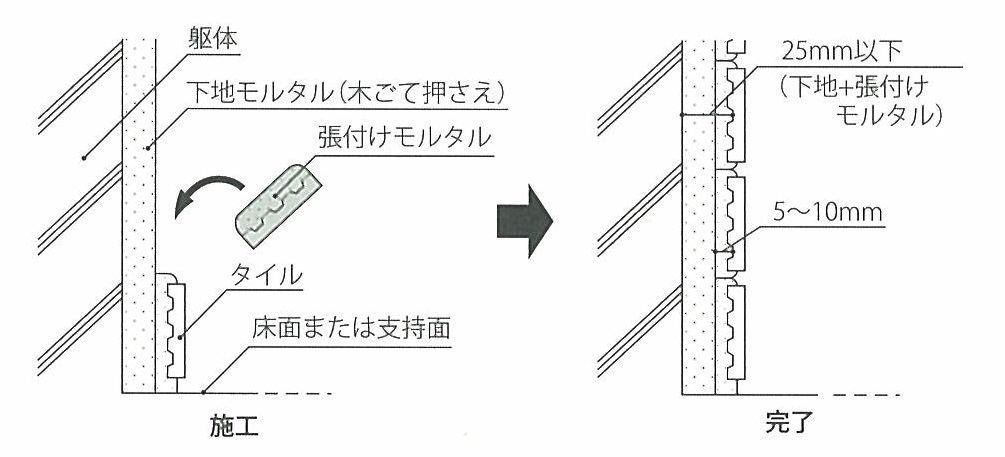 躯体
下地モルタル(木ごて押さえ)
張付けモルタル
タイル
床面または支持面
施工
25mm以下
(下地+張付け
モルタル)
5〜10mm
完了